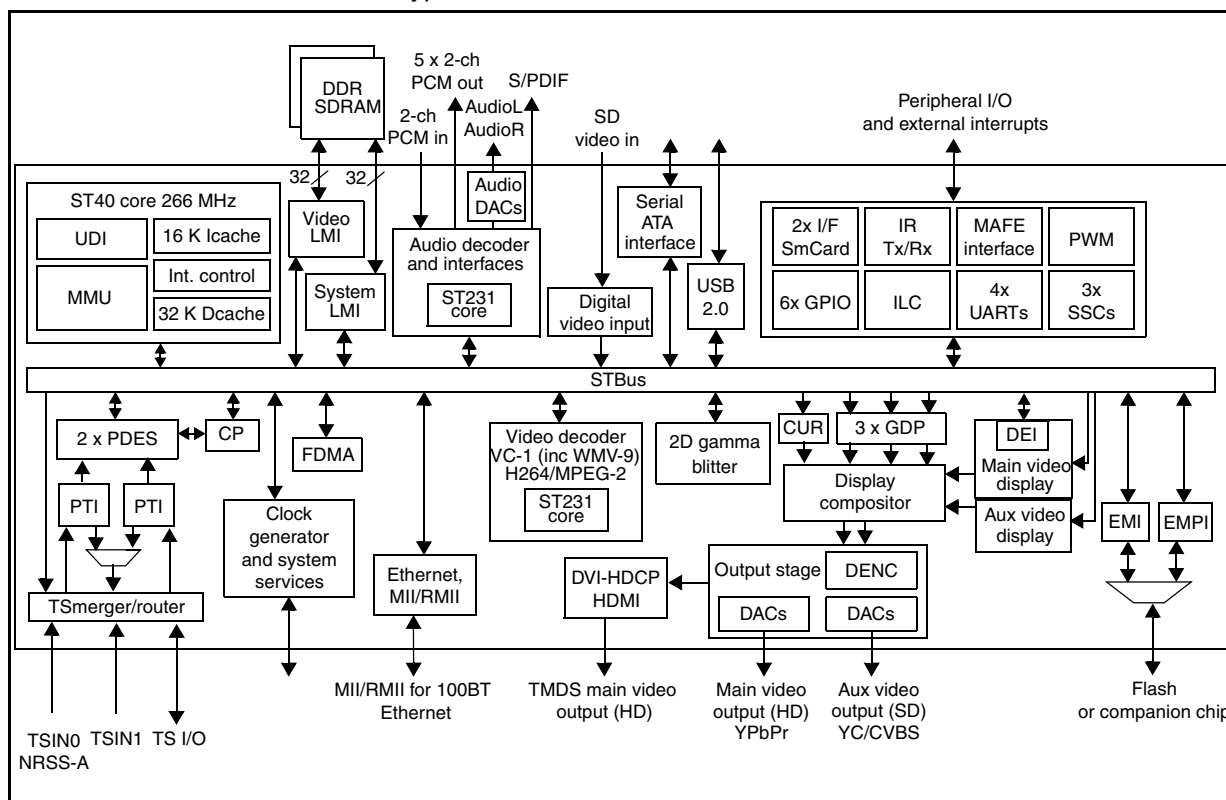 5 x 2-ch
PCM out
S/PDIF
DDR
SDRAM
2-ch
PCM in
AudioL
AudioR
SD
video in
Peripheral I/O
and external interrupts
32
32
ST40 core 266 MHz
UDI
16 K Icache
MMU
Int. control
32 K Dcache
Video
LMI
System
LMI
Audio
DACs
Audio decoder
and interfaces
ST231
core
Digital
video input
Serial
ATA
interface
USB
2.0
2x I/F
SmCard
IR
Tx/Rx
MAFE
interface
PWM
6x GPIO
ILC
4x
UARTs
3x
SSCs
STBus
2 x PDES
CP
PTI
PTI
TSmerger/router
FDMA
Clock
generator
and system
services
Ethernet,
MII/RMII
Video decoder
VC-1 (inc WMV-9)
H264/MPEG-2
ST231
core
2D gamma
blitter
CUR
3 x GDP
Display
compositor
DEI
Main video
display
Aux video
display
EMI
EMPI
DVI-HDCP
HDMI
Output stage
DENC
DACs
DACs
TSIN0
NRSS-A
TSIN1
TS I/O
MII/RMII for 100BT
Ethernet
TMDS main video
output (HD)
Main video
output (HD)
YPbPr
Aux video
output (SD)
YC/CVBS
Flash
or companion chip